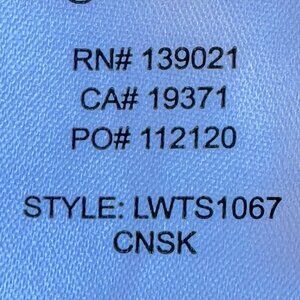 RN# 139021
CA# 19371
PO# 112120
STYLE: LWTS1067
CNSK